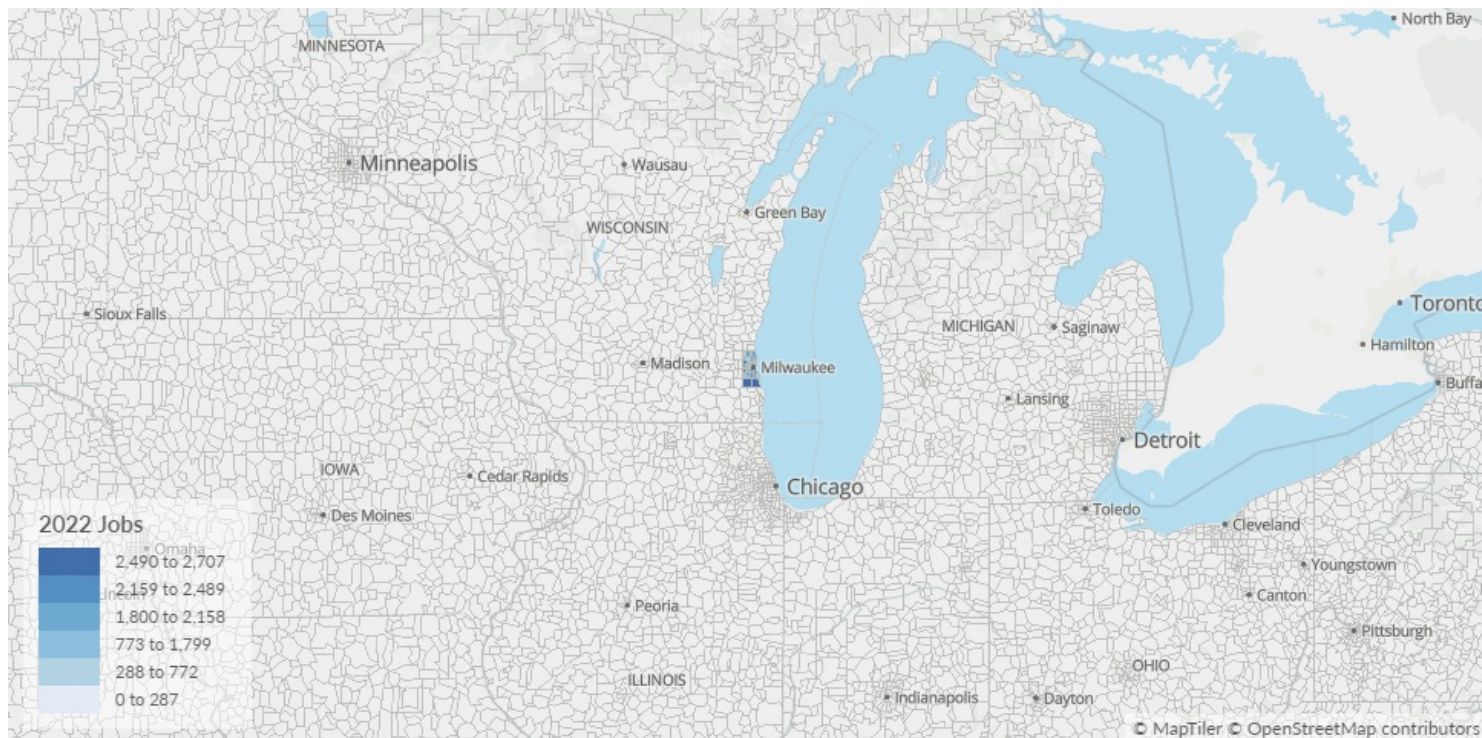 North Bay
MINNESOTA
Minneapolis
Wausau
Green Bay
WISCONSIN
Toronto
Sioux Falls
MICHIGAN
Saginaw
Hamilton
Madison
Milwaukee
Buffa
Lansing
Detroit
IOWA
Cedar Rapids
Chicago
Des Moines
Toledo
Cleveland
2022 Jobs
Omaha
2,490 to 2,707
Youngstown
2,159 to 2,489
Canton
1,800 to 2,158
Peoria
773 to 1,799
Pittsburgh
288 to 772
OHIO
ILLINOIS
0 to 287
Indianapolis
Dayton
© MapTiler © OpenStreetMap contributors